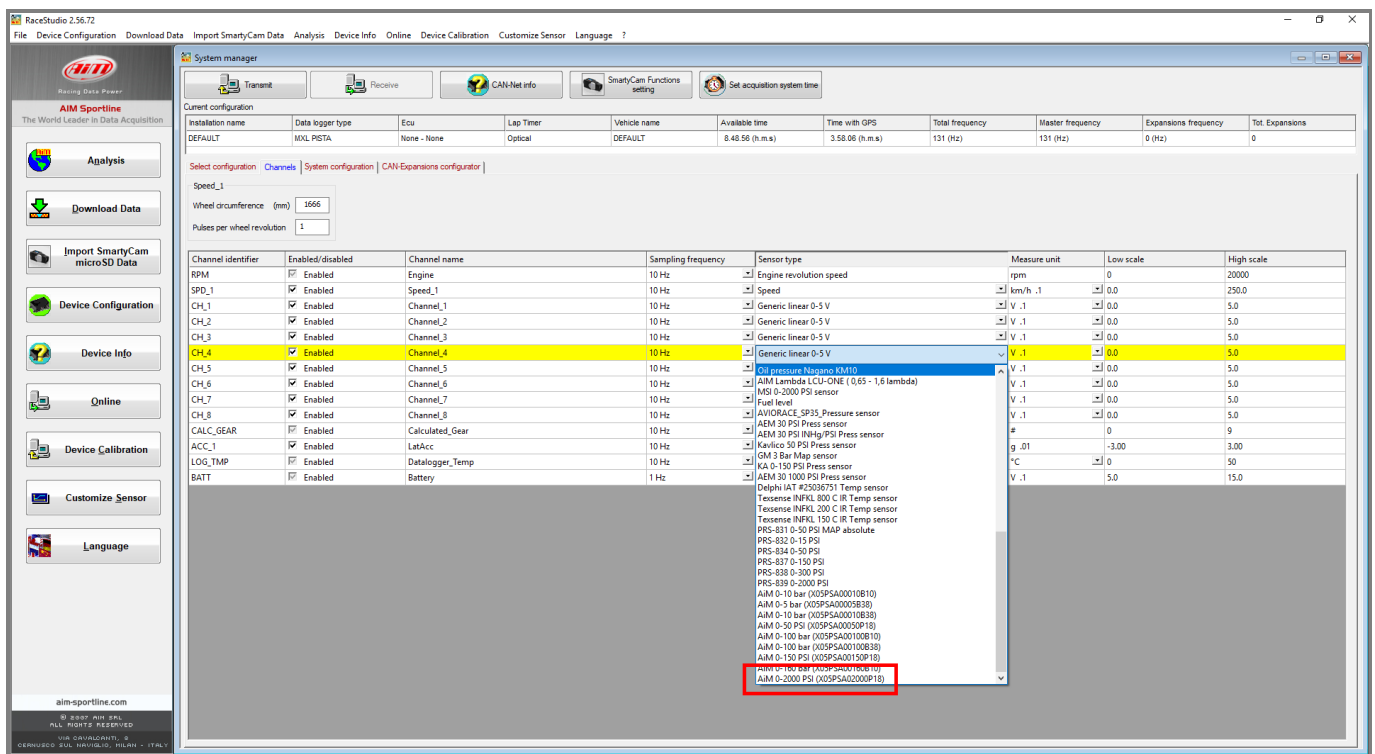 RaceStudio 2.56.72
File Device Configuration Download Data Import SmartyCam Data Analysis Device Info Online Device Calibration Customize Sensor Language ?
AiM
Racing Data Power
AIM Sportline
The World Leader in Data Acquisition
Analysis
Download Data
Import SmartyCam
microSD Data
Device Configuration
Device Info
Online
Device Calibration
Customize Sensor
Language
aim-sportline.com
© 2007 AIM SRL
ALL RIGHTS RESERVED
VIA CAVALCANTI, 8
CERNUSCO SUL NAVIGLIO, MILAN - ITALY
System manager
Transmit Receive CAN-Net info SmartyCam Functions setting Set acquisition system time
Current configuration
Installation name Data logger type Ecu Lap Timer Vehicle name Available time Time with GPS Total frequency Master frequency Expansions frequency Tot. Expansions
DEFAULT MXL PISTA None - None Optical DEFAULT 8.48.56 (h.m.s) 3.58.06 (h.m.s) 131 (Hz) 131 (Hz) 0 (Hz) 0
Select configuration Channels System configuration CAN-Expansions configurator
Speed_1
Wheel circumference (mm) 1666
Pulses per wheel revolution 1
Channel identifier Enabled/disabled Channel name Sampling frequency Sensor type Measure unit Low scale High scale
RPM Enabled Engine 10 Hz Engine revolution speed rpm 0 20000
SPD_1 Enabled Speed_1 10 Hz Speed km/h .1 0.0 250.0
CH_1 Enabled Channel_1 10 Hz Generic linear 0-5 V V .1 0.0 5.0
CH_2 Enabled Channel_2 10 Hz Generic linear 0-5 V V .1 0.0 5.0
CH_3 Enabled Channel_3 10 Hz Generic linear 0-5 V V .1 0.0 5.0
CH_4 Enabled Channel_4 10 Hz Generic linear 0-5 V V .1 0.0 5.0
CH_5 Enabled Channel_5 10 Hz V .1 0.0 5.0
CH_6 Enabled Channel_6 10 Hz V .1 0.0 5.0
CH_7 Enabled Channel_7 10 Hz V .1 0.0 5.0
CH_8 Enabled Channel_8 10 Hz V .1 0.0 5.0
CALC_GEAR Enabled Calculated_Gear 10 Hz # 0 9
ACC_1 Enabled LatAcc 10 Hz g .01 -3.00 3.00
LOG_TMP Enabled Datalogger_Temp 10 Hz °C 0 50
BATT Enabled Battery 1 Hz V .1 5.0 15.0
Oil pressure Nagano KM10
AIM Lambda LCU-ONE ( 0,65 - 1,6 lambda)
MSI 0-2000 PSI sensor
Fuel level
AVIORACE_SP35_Pressure sensor
AEM 30 PSI Press sensor
AEM 30 PSI INHg/PSI Press sensor
Kavlico 50 PSI Press sensor
GM 3 Bar Map sensor
KA 0-150 PSI Press sensor
AEM 30 1000 PSI Press sensor
Delphi IAT #25036751 Temp sensor
Texsense INFKL 800 C IR Temp sensor
Texsense INFKL 200 C IR Temp sensor
Texsense INFKL 150 C IR Temp sensor
PRS-831 0-50 PSI MAP absolute
PRS-832 0-15 PSI
PRS-834 0-50 PSI
PRS-837 0-150 PSI
PRS-838 0-300 PSI
PRS-839 0-2000 PSI
AiM 0-10 bar (X05PSA00010B10)
AiM 0-5 bar (X05PSA00005B38)
AiM 0-10 bar (X05PSA00010B38)
AiM 0-50 PSI (X05PSA00050P18)
AiM 0-100 bar (X05PSA00100B10)
AiM 0-100 bar (X05PSA00100B38)
AiM 0-150 PSI (X05PSA00150P18)
AiM 0-160 bar (X05PSA00160B10)
AiM 0-2000 PSI (X05PSA02000P18)